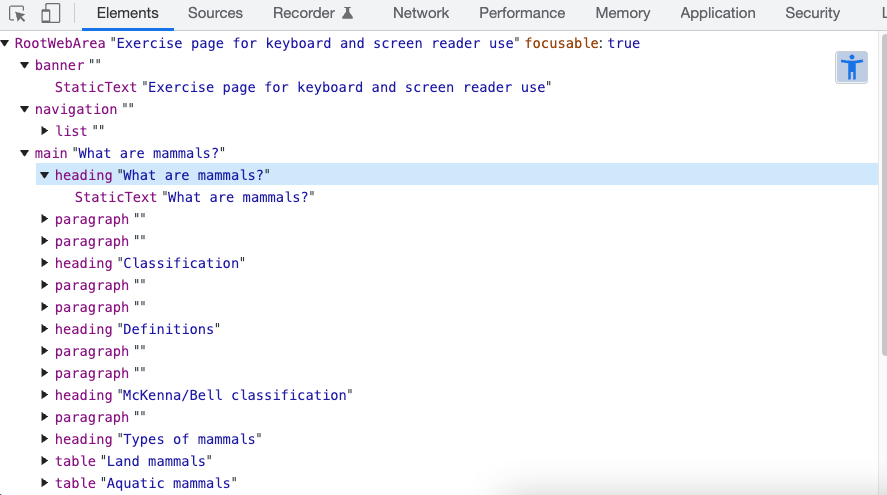 Elements Sources Recorder Network Performance Memory Application Security L
RootWebArea "Exercise page for keyboard and screen reader use" focusable: true
banner ""
StaticText "Exercise page for keyboard and screen reader use"
navigation ""
list ""
main "What are mammals?"
heading "What are mammals?"
StaticText "What are mammals?"
paragraph ""
paragraph ""
heading "Classification"
paragraph ""
paragraph ""
heading "Definitions"
paragraph ""
paragraph ""
heading "McKenna/Bell classification"
paragraph ""
heading "Types of mammals"
table "Land mammals"
table "Aquatic mammals"